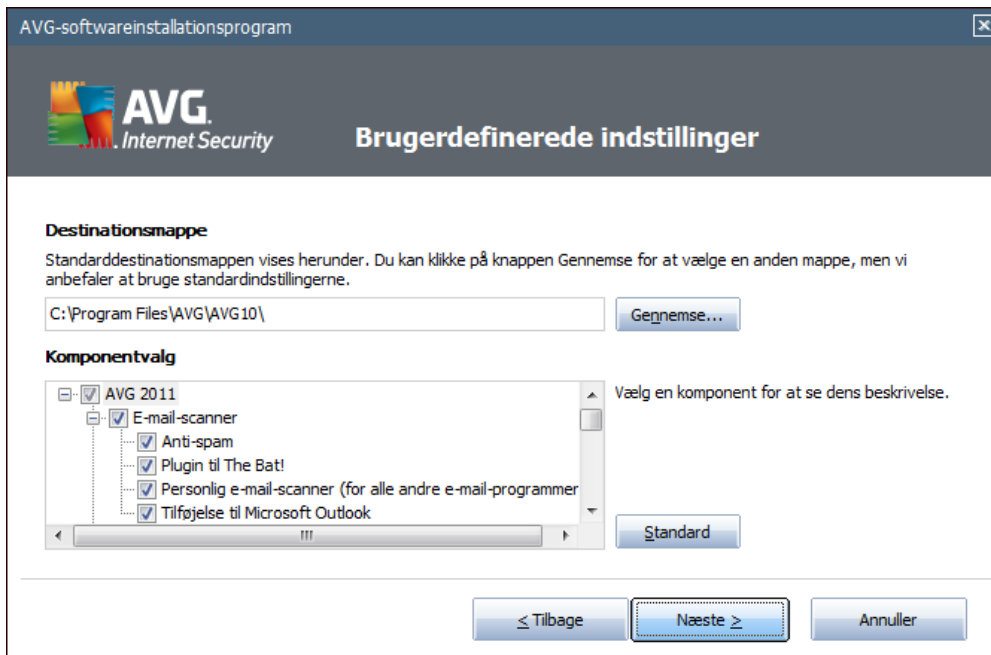 AVG-softwareinstallationsprogram
AVG.
Internet Security
Brugerdefinerede indstillinger
Destinationsmappe
Standarddestinationsmappen vises herunder. Du kan klikke på knappen Gennemse for at vælge en anden mappe, men vi
anbefaler at bruge standardindstillingerne.
C:\Program Files\AVG\AVG10\
Gennemse...
Komponentvalg
AVG 2011
E-mail-scanner
Anti-spam
Plugin til The Bat!
Personlig e-mail-scanner (for alle andre e-mail-programmer
Tilføjelse til Microsoft Outlook
Vælg en komponent for at se dens beskrivelse.
Standard
< Tilbage
Næste >
Annuller